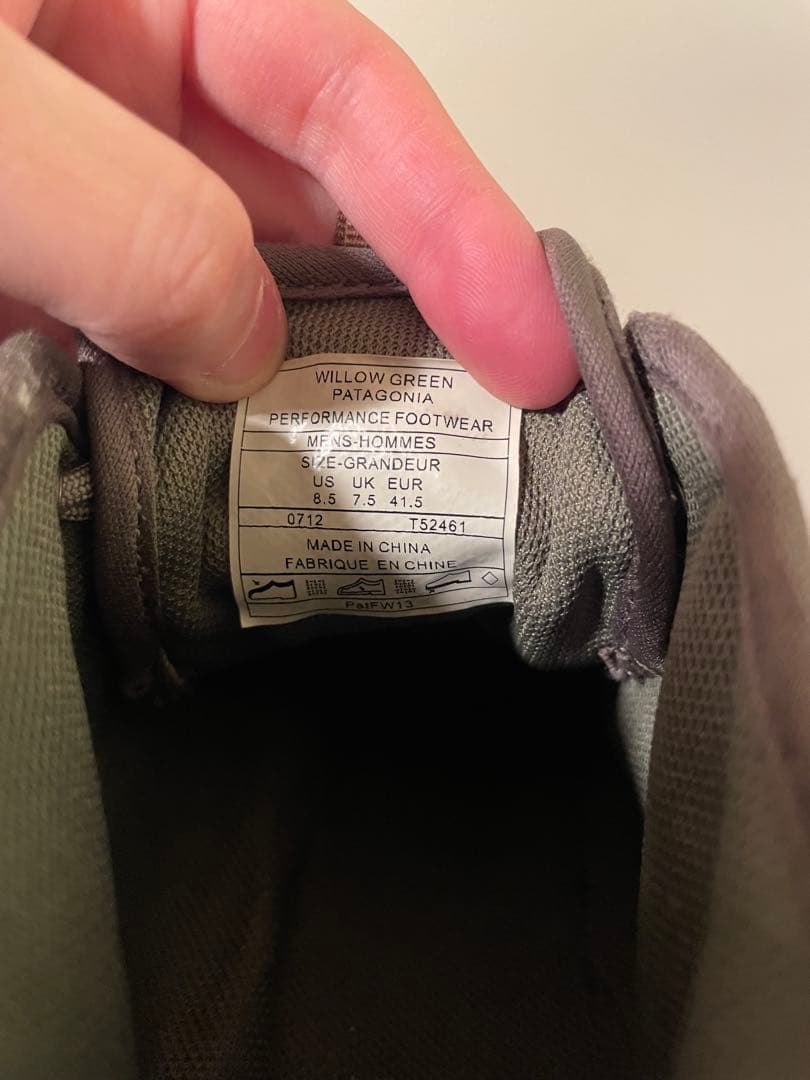 WILLOW GREEN
PATAGONIA
PERFORMANCE FOOTWEAR
MENS-HOMMES
SIZE-GRANDEUR
US UK EUR
8.5 7.5 41.5
0712 T52461
MADE IN CHINA
FABRIQUE EN CHINE
PatFW13